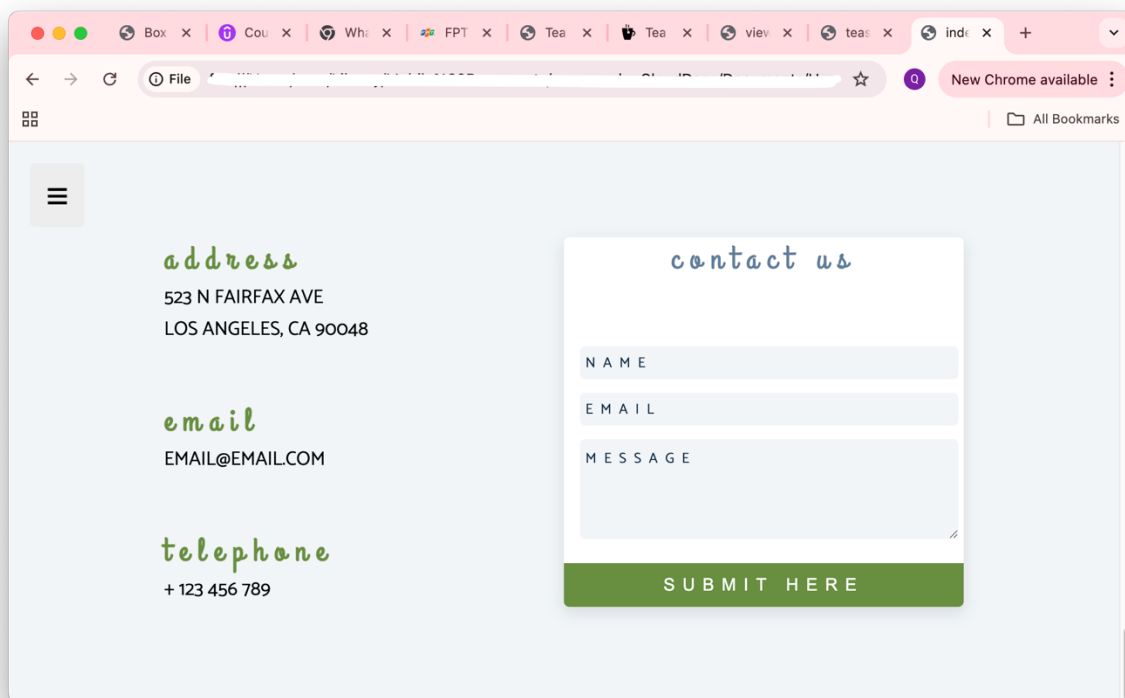 Box
Cou
Wha
FPT
Tea
Tea
view
teas
inde
File
Q
New Chrome available
All Bookmarks
address
523 N FAIRFAX AVE
LOS ANGELES, CA 90048
email
EMAIL@EMAIL.COM
telephone
+ 123 456 789
contact us
NAME
EMAIL
MESSAGE
SUBMIT HERE